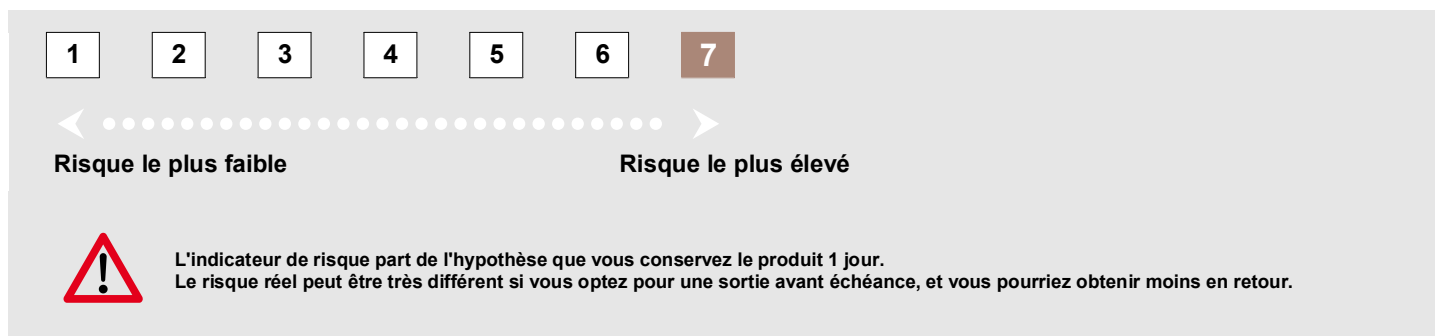 1 2 3 4 5 6 7
Risque le plus faible Risque le plus élevé
!
L'indicateur de risque part de l'hypothèse que vous conservez le produit 1 jour.
Le risque réel peut être très différent si vous optez pour une sortie avant échéance, et vous pourriez obtenir moins en retour.